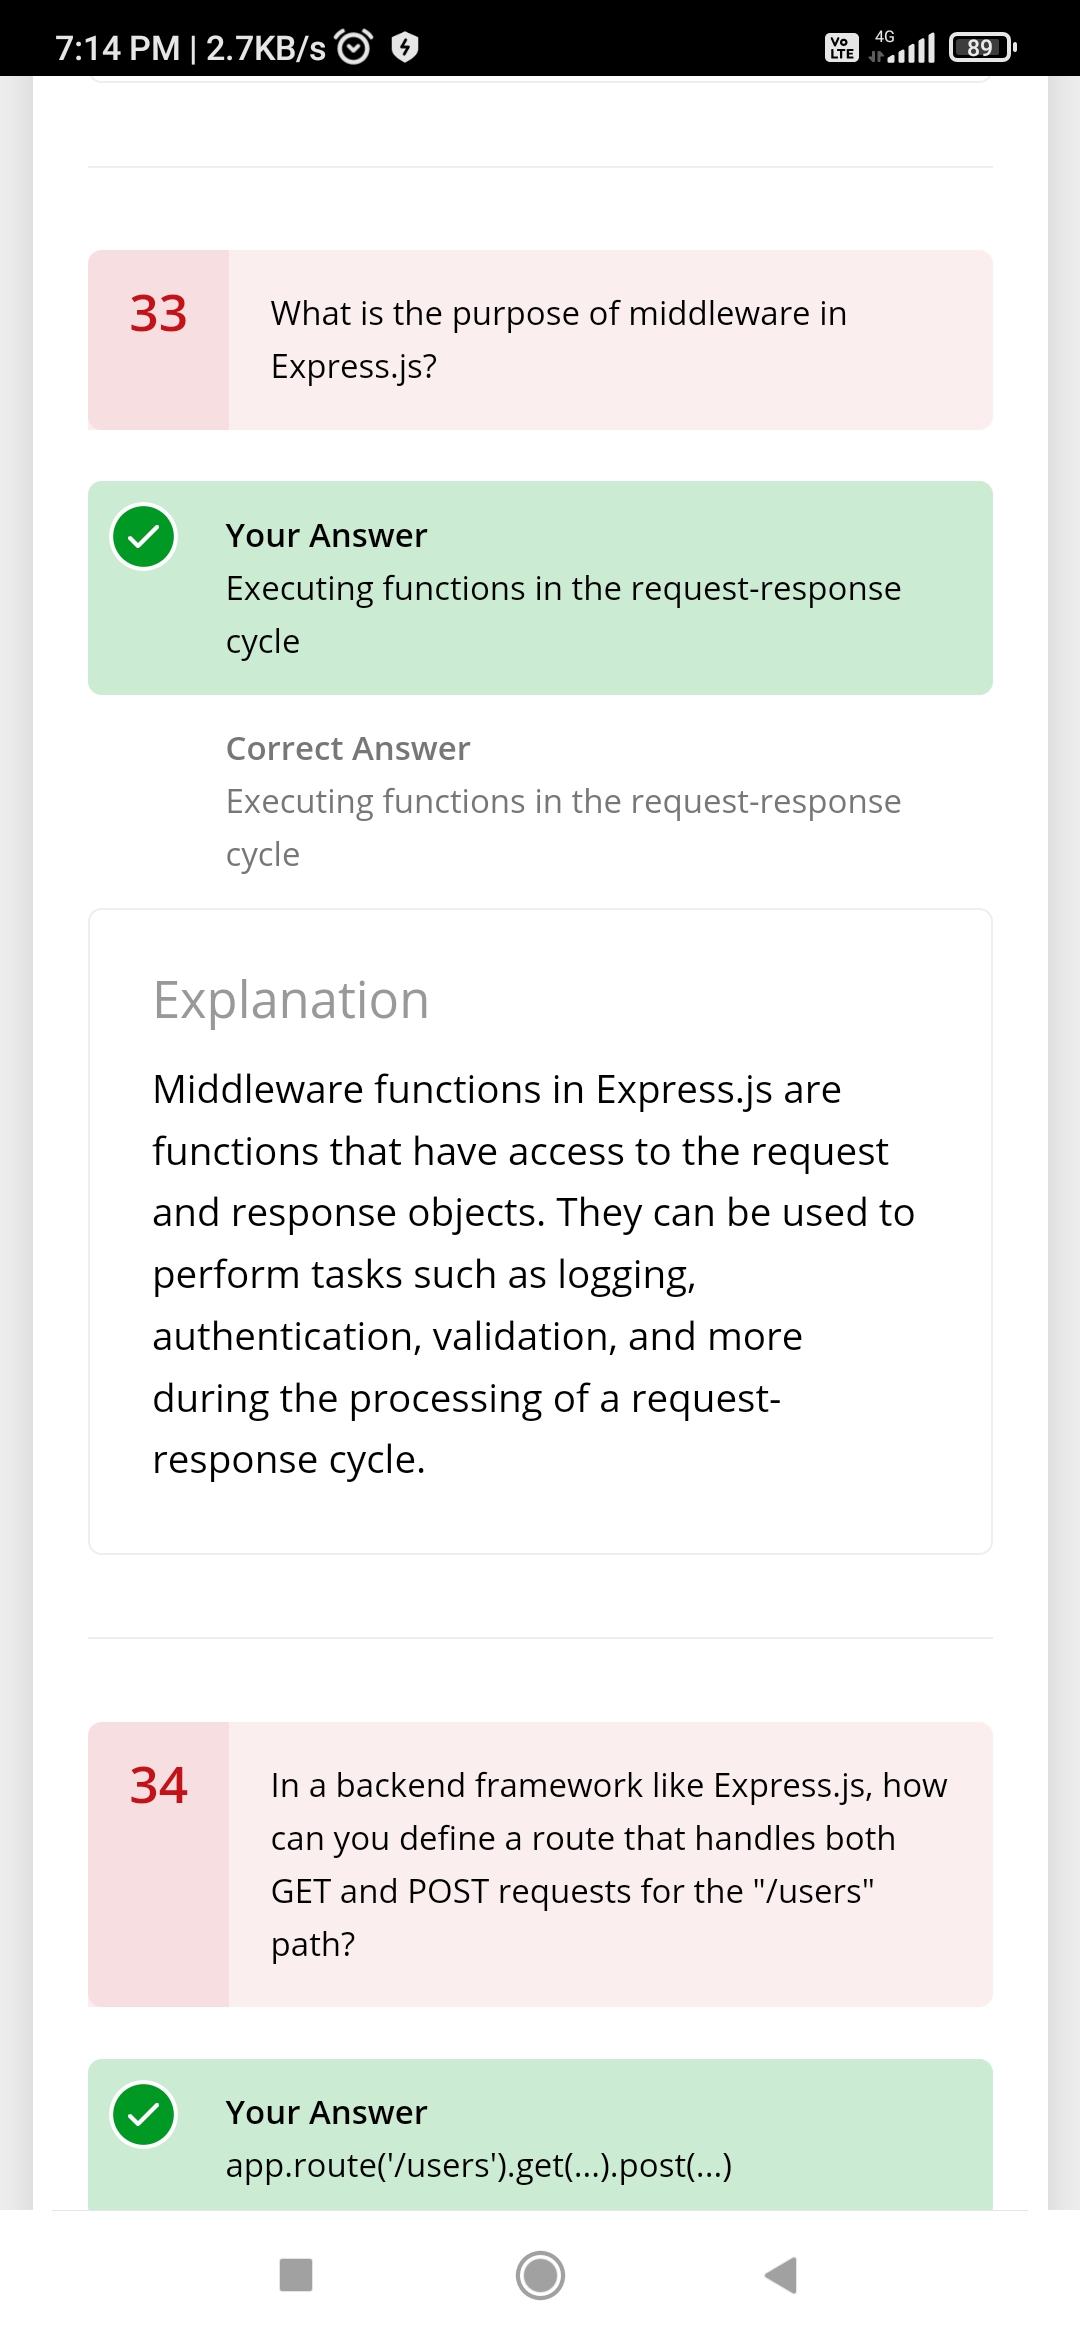 7:14 PM | 2.7KB/s
Vo LTE 4G 89
33
What is the purpose of middleware in
Express.js?
Your Answer
Executing functions in the request-response
cycle
Correct Answer
Executing functions in the request-response
cycle
Explanation
Middleware functions in Express.js are
functions that have access to the request
and response objects. They can be used to
perform tasks such as logging,
authentication, validation, and more
during the processing of a request-
response cycle.
34
In a backend framework like Express.js, how
can you define a route that handles both
GET and POST requests for the "/users"
path?
Your Answer
app.route('/users').get(...).post(...)